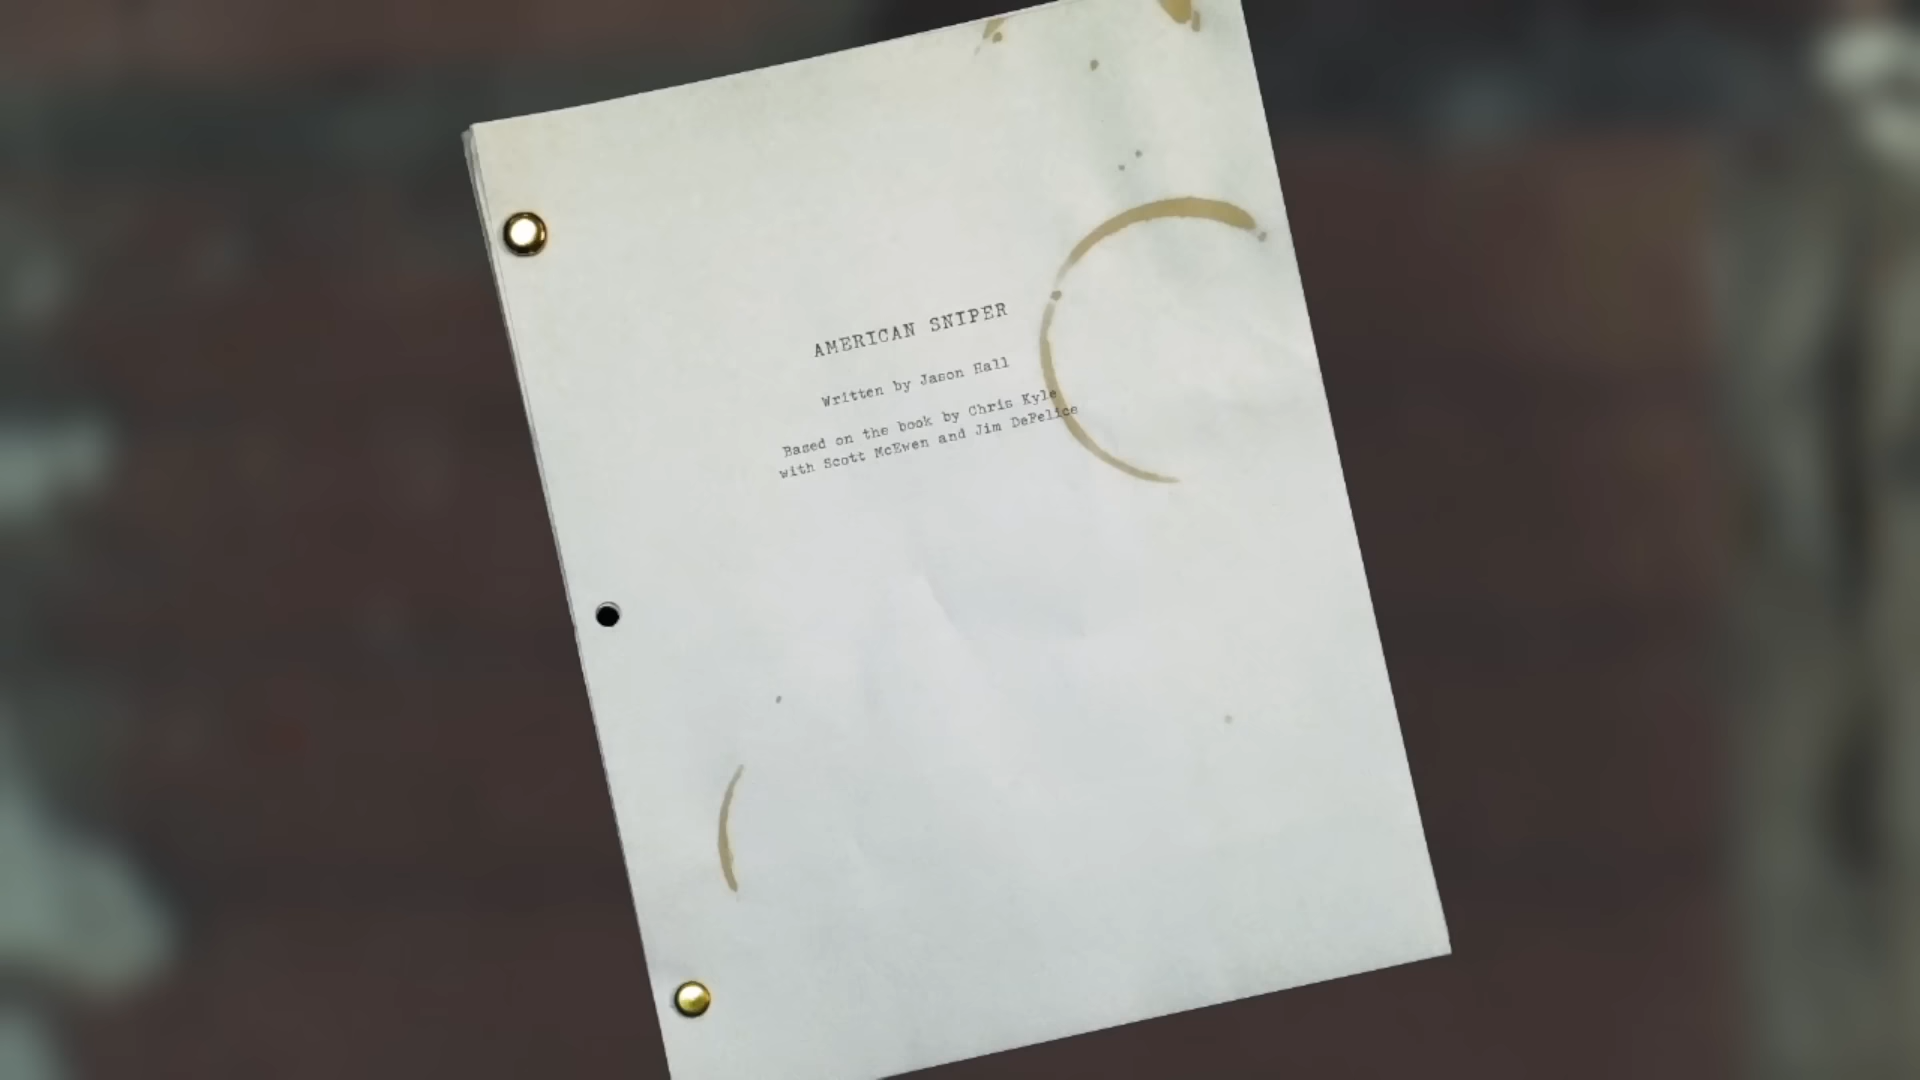 AMERICAN SNIPER
Written by Jason Hall
Based on the book by Chris Kyle
with Scott McEwen and Jim DeFelice